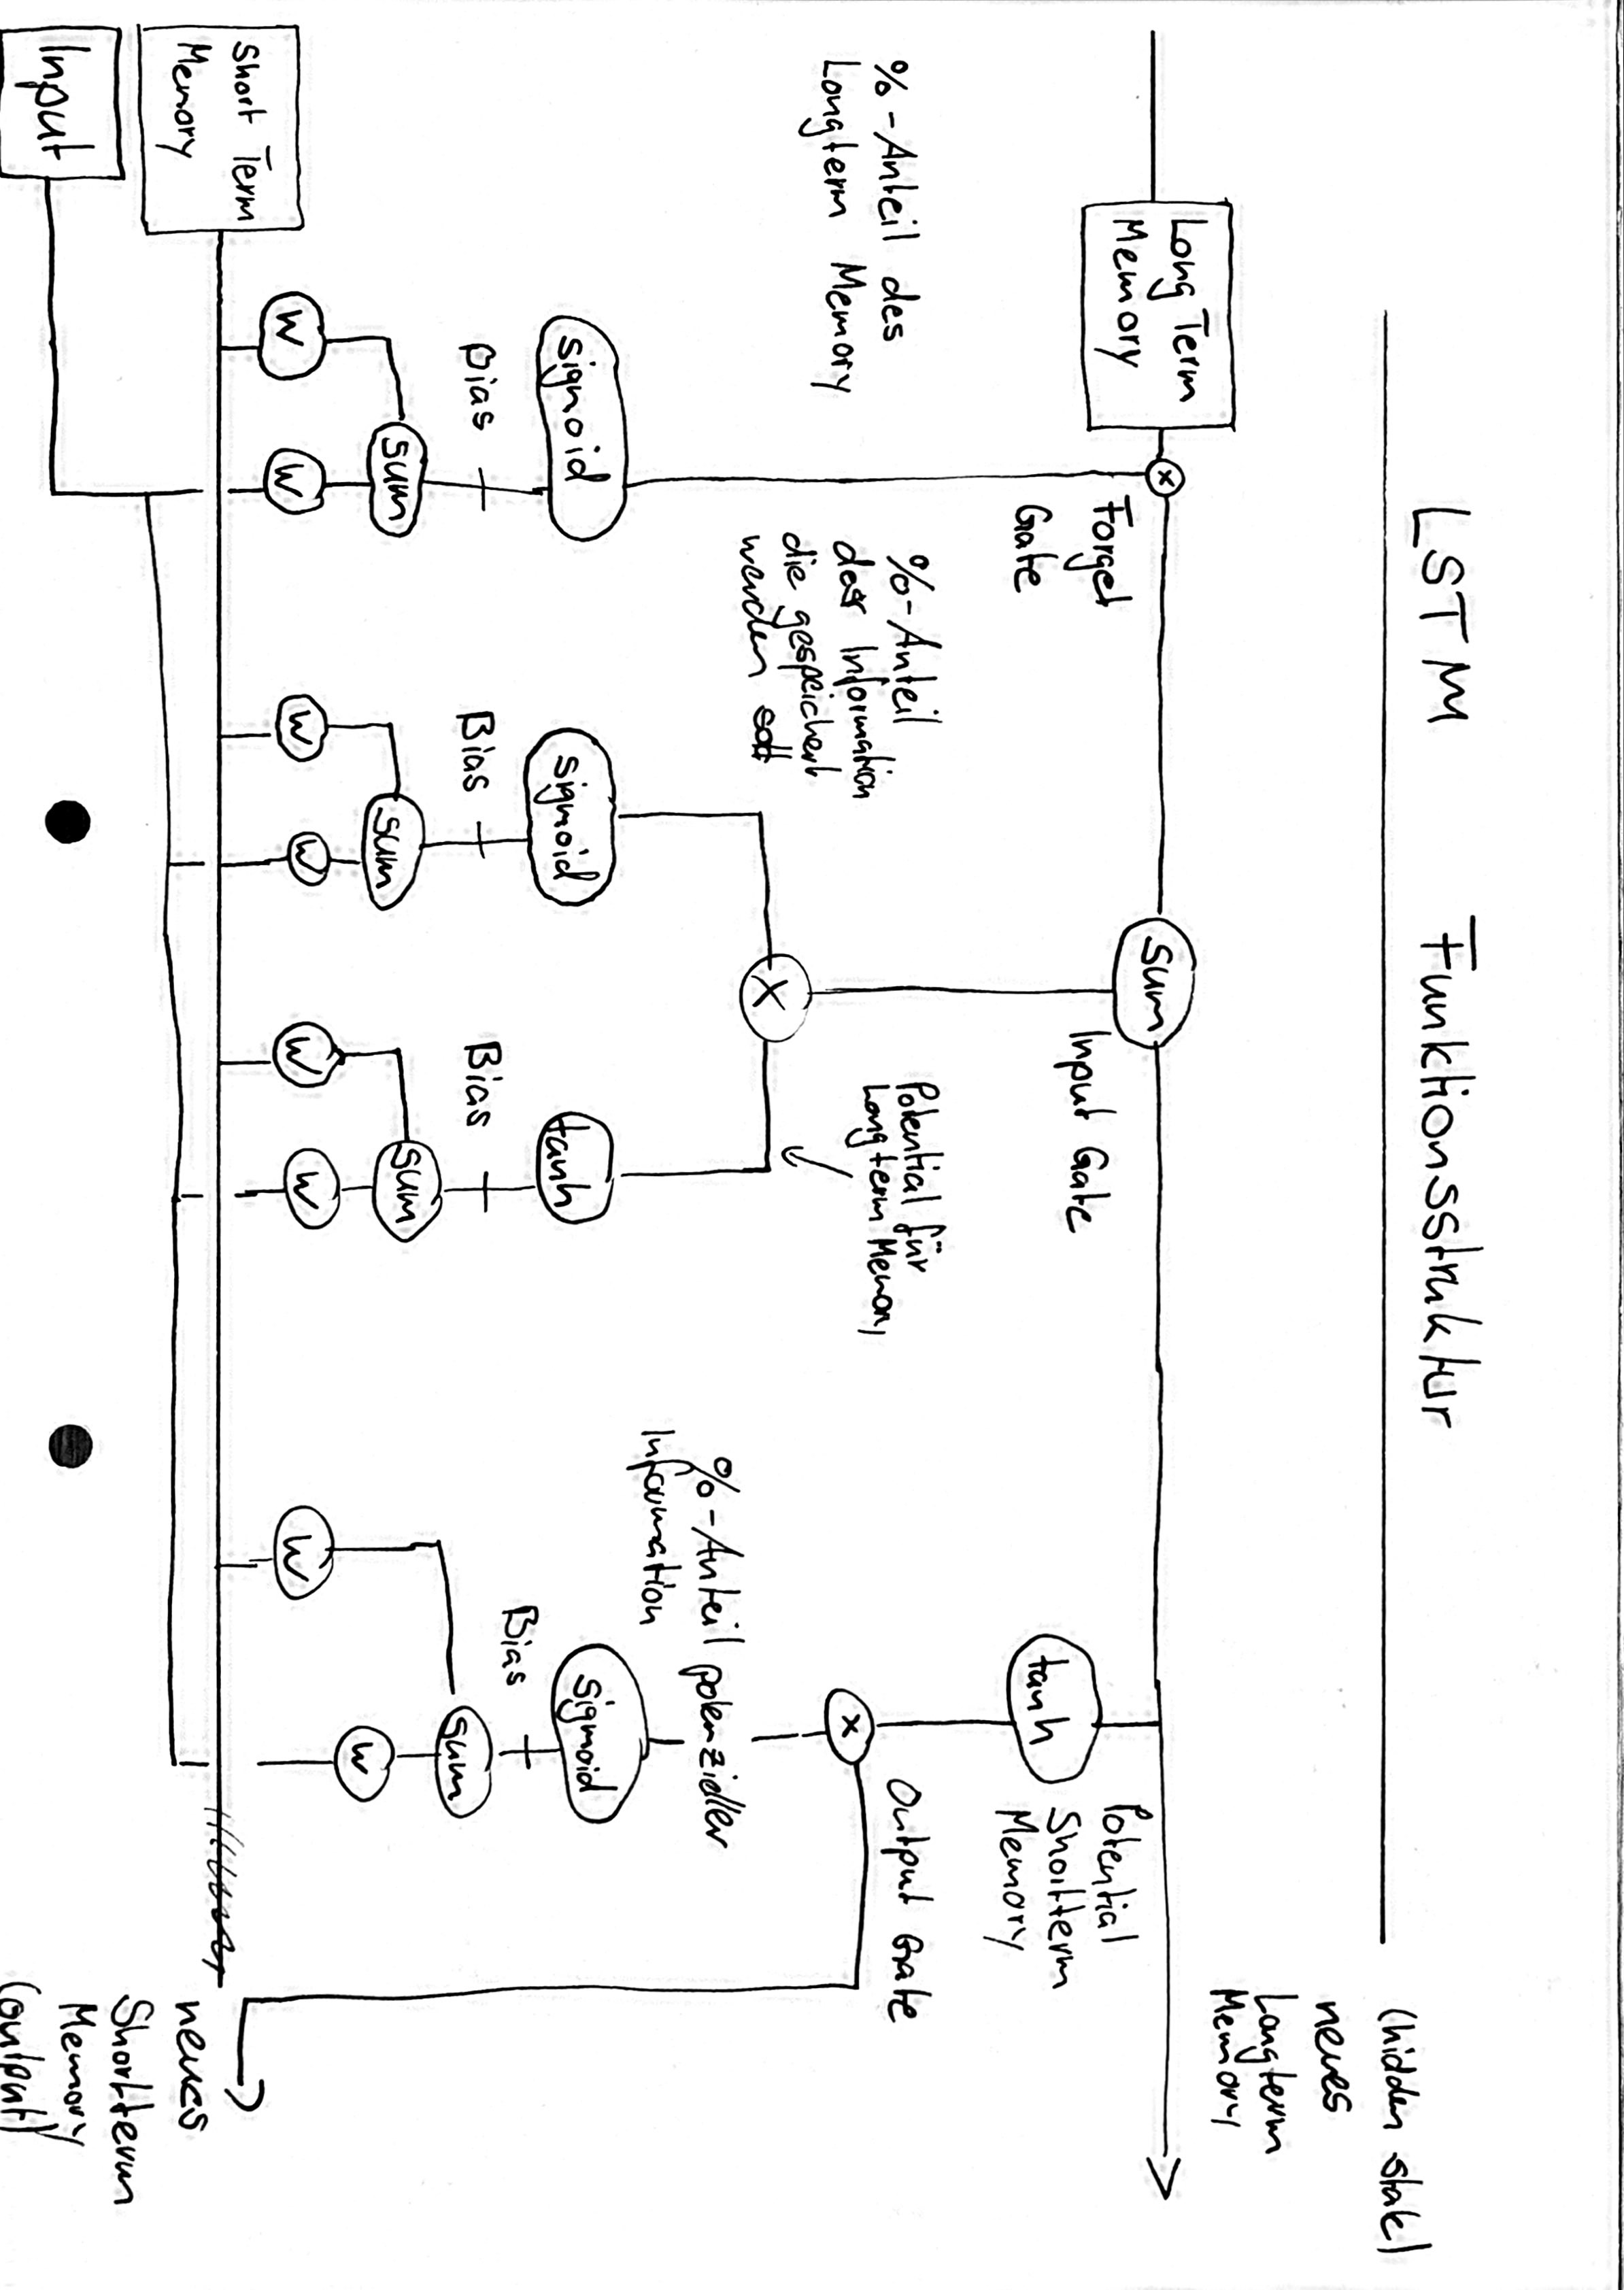 LSTM Funktionsstruktur
(hidden state)
neues
Longterm
Memory
Long Term
Memory
x
Forget
Gate
sum
Input Gate
tanh
Potential
Shortterm
Memory
%-Anteil des
Longterm Memory
%-Anteil
der Information
die gespeichert
werden
Potential für
Longterm Memory
x
x
Output Gate
%-Anteil potenzieller
Information
sigmoid
sigmoid
tanh
sigmoid
Bias
+
Bias
+
Bias
+
Bias
+
sum
sum
sum
sum
W
W
W
W
W
W
W
W
Short Term
Memory
Input
neues
Shortterm
Memory
(output)